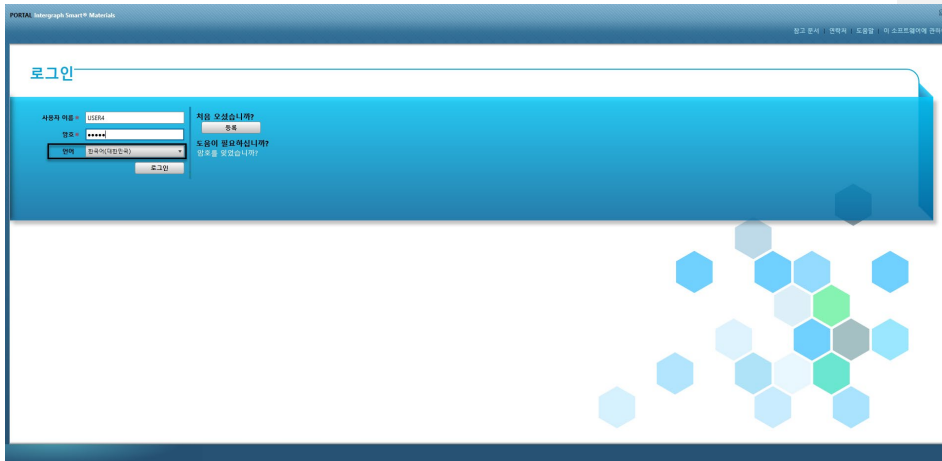 PORTAL Intergraph Smart® Materials
참고 문서 | 연락처 | 도움말 | 이 소프트웨어에 관하
로그인
사용자 이름 * USER4
암호 * •••••
언어 한국어(대한민국)
로그인
처음 오셨습니까?
등록
도움이 필요하십니까?
암호를 잊었습니까?